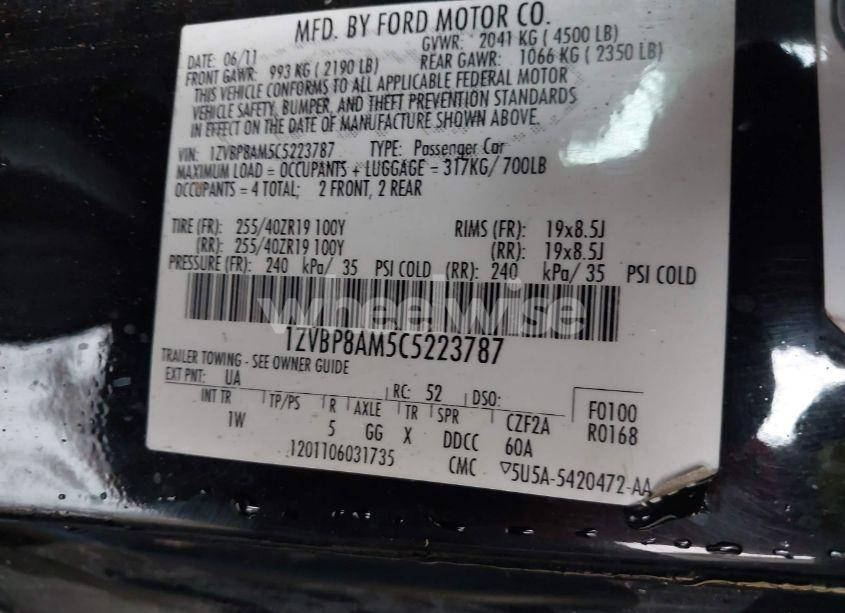 MFD. BY FORD MOTOR CO.
DATE: 06/11 GVWR: 2041 KG ( 4500 LB)
FRONT GAWR: 993 KG ( 2190 LB) REAR GAWR: 1066 KG ( 2350 LB)
THIS VEHICLE CONFORMS TO ALL APPLICABLE FEDERAL MOTOR
VEHICLE SAFETY, BUMPER, AND THEFT PREVENTION STANDARDS
IN EFFECT ON THE DATE OF MANUFACTURE SHOWN ABOVE.
VIN: 1ZVBP8AM5C5223787 TYPE: Passenger Car
MAXIMUM LOAD = OCCUPANTS + LUGGAGE = 317KG/ 700LB
OCCUPANTS = 4 TOTAL; 2 FRONT, 2 REAR
TIRE (FR): 255/40ZR19 100Y RIMS (FR): 19x8.5J
(RR): 255/40ZR19 100Y (RR): 19x8.5J
PRESSURE (FR): 240 kPa/ 35 PSI COLD (RR): 240 kPa/ 35 PSI COLD
wheelwise
1ZVBP8AM5C5223787
TRAILER TOWING - SEE OWNER GUIDE
EXT PNT: UA RC: 52 DSO:
INT TR TP/PS R AXLE TR SPR CZF2A F0100
1W 5 GG X DDCC 60A R0168
1201106031735 CMC ▽5U5A-5420472-AA